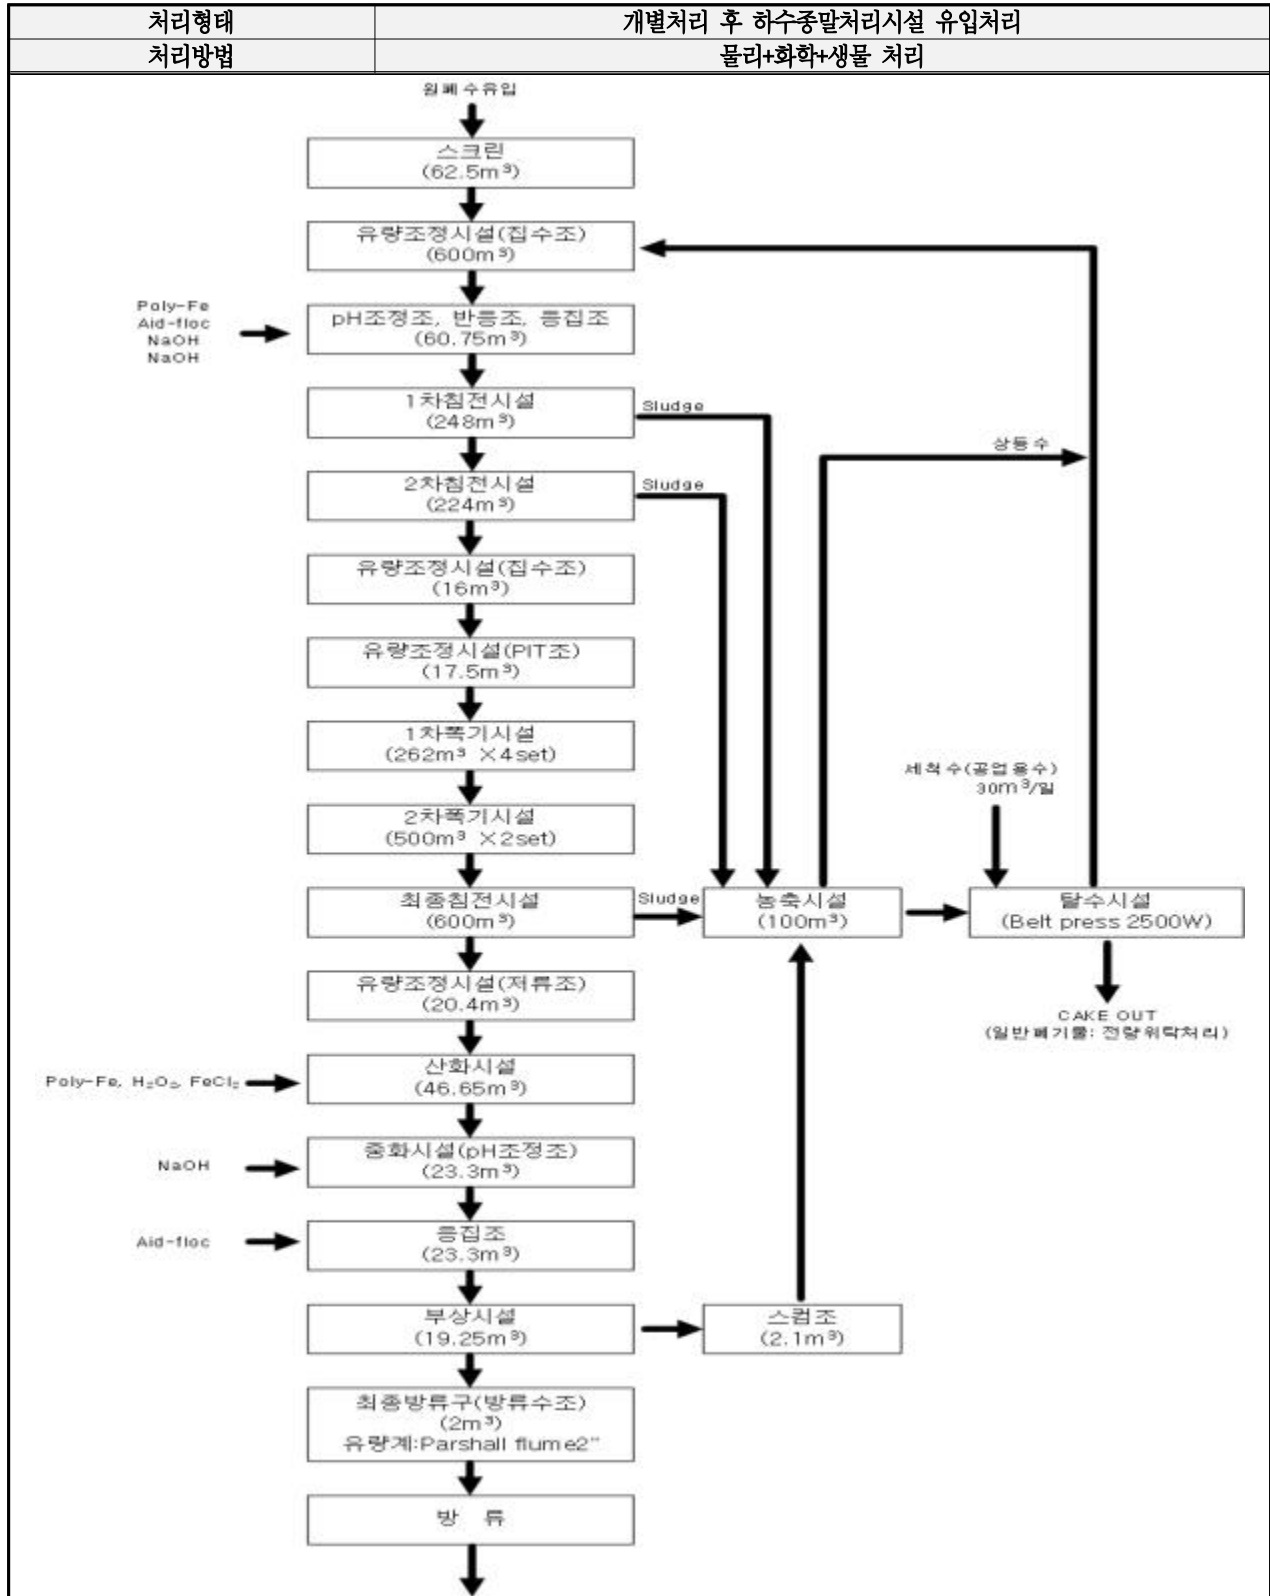 처리형태 개별처리 후 하수종말처리시설 유입처리
처리방법 물리+화학+생물 처리
원폐수유입
스크린
(62.5m³)
유량조정시설(집수조)
(600m³)
Poly-Fe
Aid-floc
NaOH
NaOH
pH조정조, 반응조, 응집조
(60.75m³)
1차침전시설
(248m³)
Sludge
상등수
2차침전시설
(224m³)
Sludge
유량조정시설(집수조)
(16m³)
유량조정시설(PIT조)
(17.5m³)
1차폭기시설
(262m³ ×4set)
세척수(공업용수)
30m³/일
2차폭기시설
(500m³ ×2set)
최종침전시설
(600m³)
Sludge
농축시설
(100m³)
탈수시설
(Belt press 2500W)
유량조정시설(저류조)
(20.4m³)
CAKE OUT
(일반폐기물: 전량위탁처리)
Poly-Fe, H₂O₂, FeCl₂
산화시설
(46.65m³)
NaOH
중화시설(pH조정조)
(23.3m³)
Aid-floc
응집조
(23.3m³)
부상시설
(19.25m³)
스컴조
(2.1m³)
최종방류구(방류수조)
(2m³)
유량계:Parshall flume2"
방 류